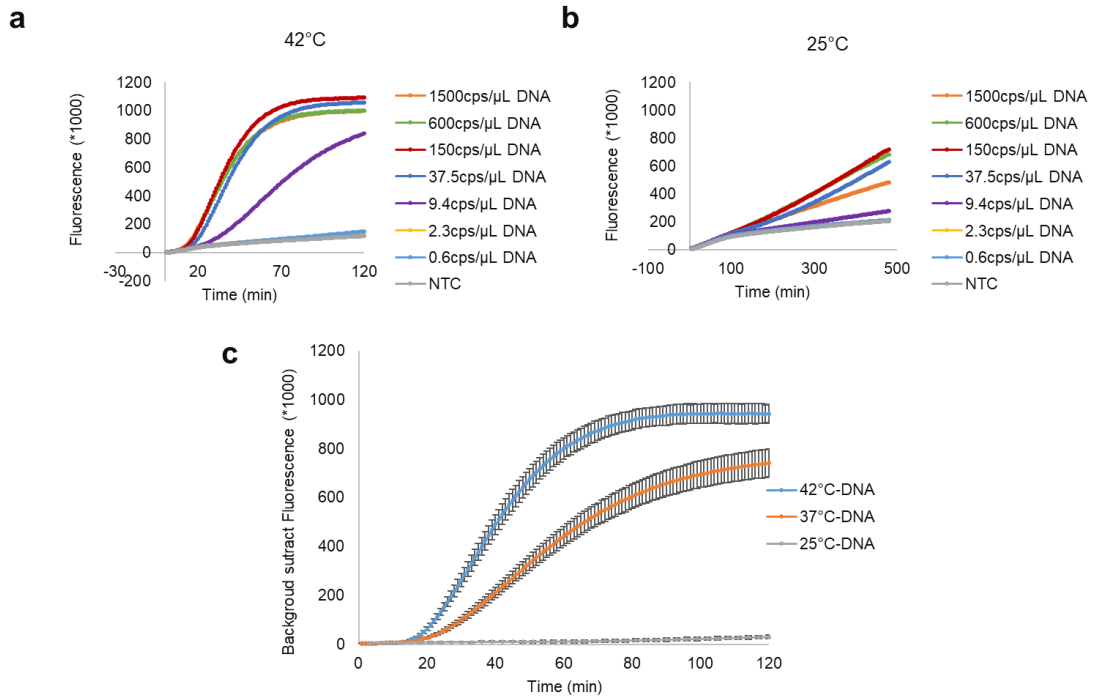 a
42°C
1200
1000
800
600
400
200
0
-200
-30
20
70
120
Fluorescence (*1000)
Time (min)
1500cps/µL DNA
600cps/µL DNA
150cps/µL DNA
37.5cps/µL DNA
9.4cps/µL DNA
2.3cps/µL DNA
0.6cps/µL DNA
NTC
b
25°C
1200
1000
800
600
400
200
0
-100
100
300
500
Fluorescence (*1000)
Time (min)
1500cps/µL DNA
600cps/µL DNA
150cps/µL DNA
37.5cps/µL DNA
9.4cps/µL DNA
2.3cps/µL DNA
0.6cps/µL DNA
NTC
c
1200
1000
800
600
400
200
0
0
20
40
60
80
100
120
Backgroud sutract Fluorescence (*1000)
Time (min)
42°C-DNA
37°C-DNA
25°C-DNA